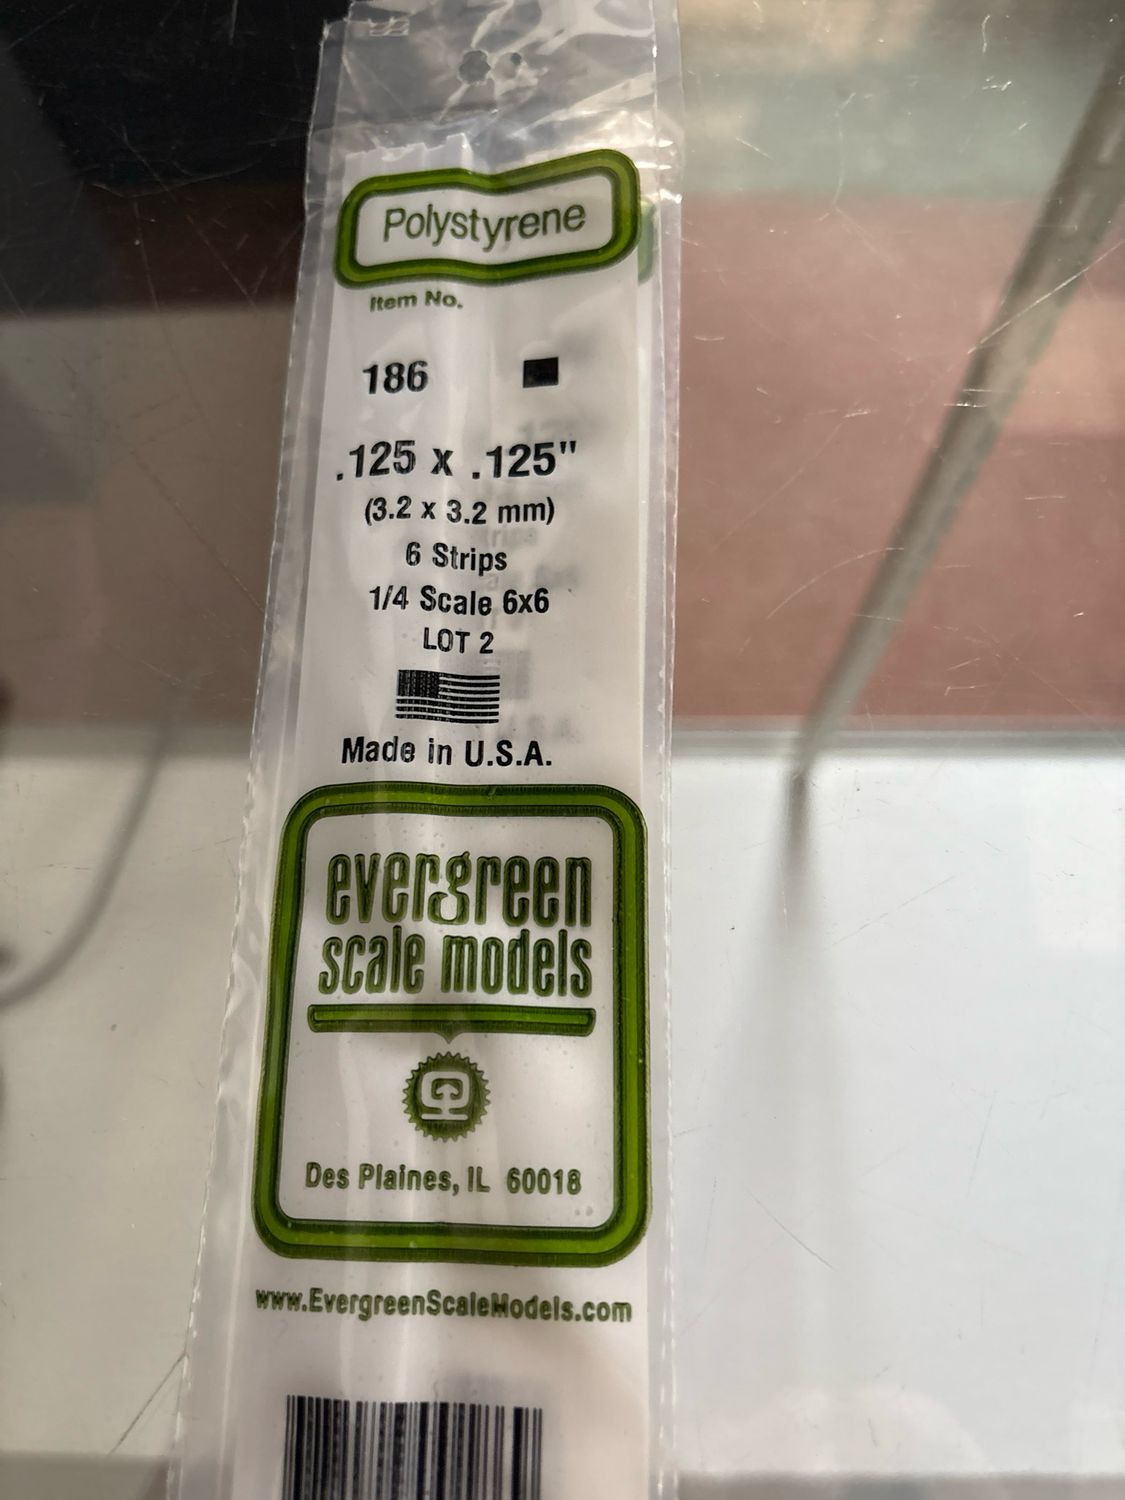 Polystyrene
Item No.
186
.125 x .125"
(3.2 x 3.2 mm)
6 Strips
1/4 Scale 6x6
LOT 2
Made in U.S.A.
evergreen
scale models
Des Plaines, IL 60018
www.EvergreenScaleModels.com